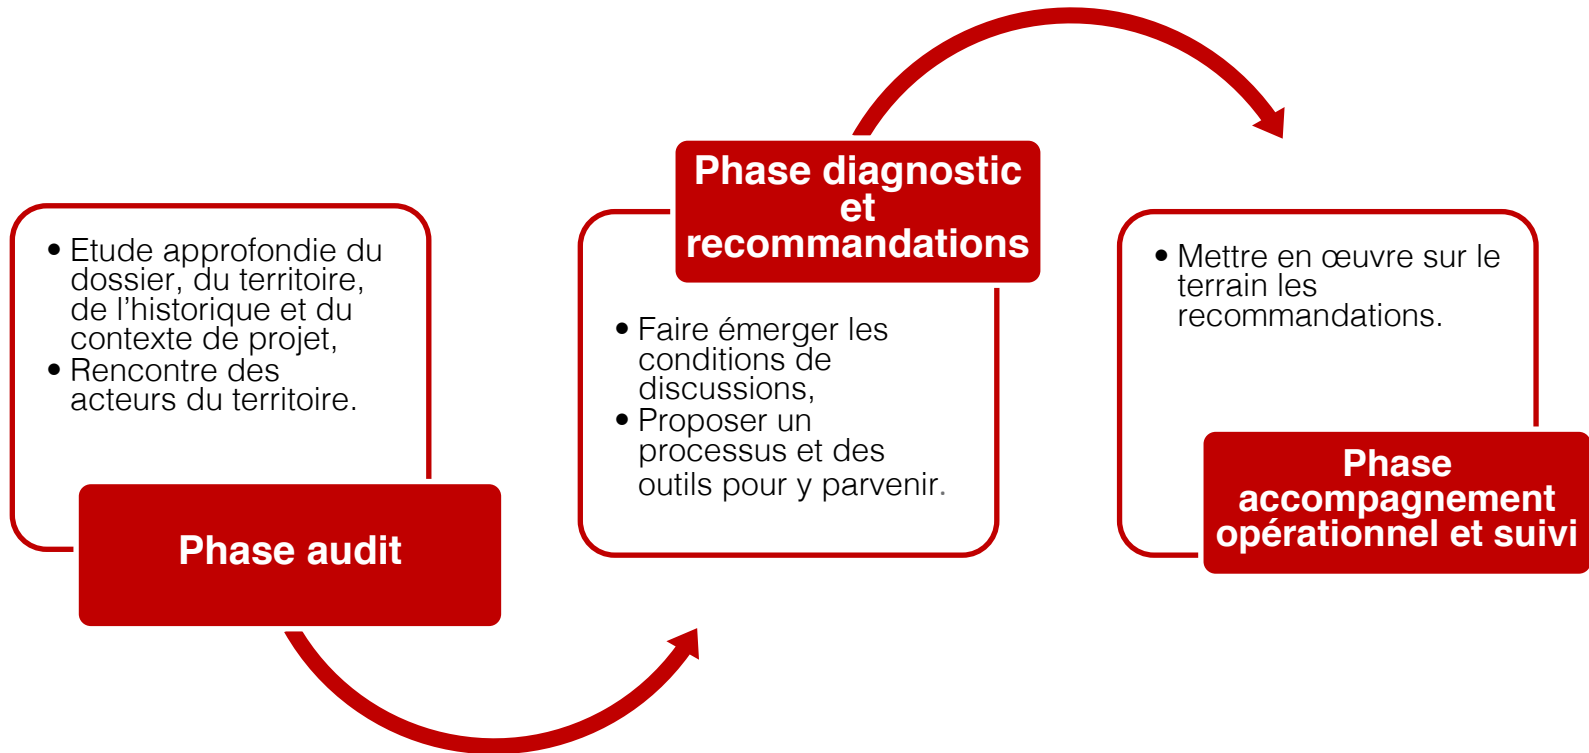 • Etude approfondie du
dossier, du territoire,
de l'historique et du
contexte de projet,
• Rencontre des
acteurs du territoire.
Phase audit
Phase diagnostic
et
recommandations
• Faire émerger les
conditions de
discussions,
• Proposer un
processus et des
outils pour y parvenir.
• Mettre en œuvre sur le
terrain les
recommandations.
Phase
accompagnement
opérationnel et suivi